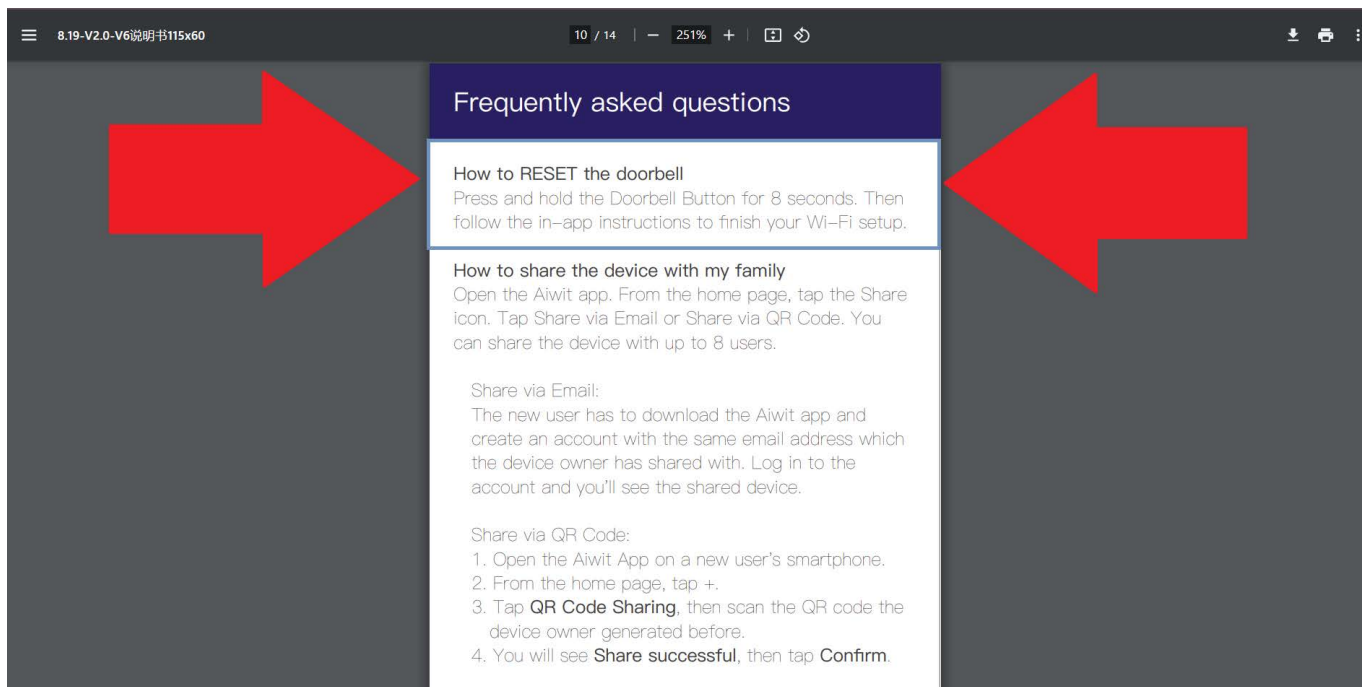 8.19-V2.0-V6说明书115x60
10 / 14
251%
Frequently asked questions
How to RESET the doorbell
Press and hold the Doorbell Button for 8 seconds. Then
follow the in-app instructions to finish your Wi-Fi setup.
How to share the device with my family
Open the Aiwit app. From the home page, tap the Share
icon. Tap Share via Email or Share via QR Code. You
can share the device with up to 8 users.
Share via Email:
The new user has to download the Aiwit app and
create an account with the same email address which
the device owner has shared with. Log in to the
account and you'll see the shared device.
Share via QR Code:
1. Open the Aiwit App on a new user's smartphone.
2. From the home page, tap +.
3. Tap QR Code Sharing, then scan the QR code the
device owner generated before.
4. You will see Share successful, then tap Confirm.